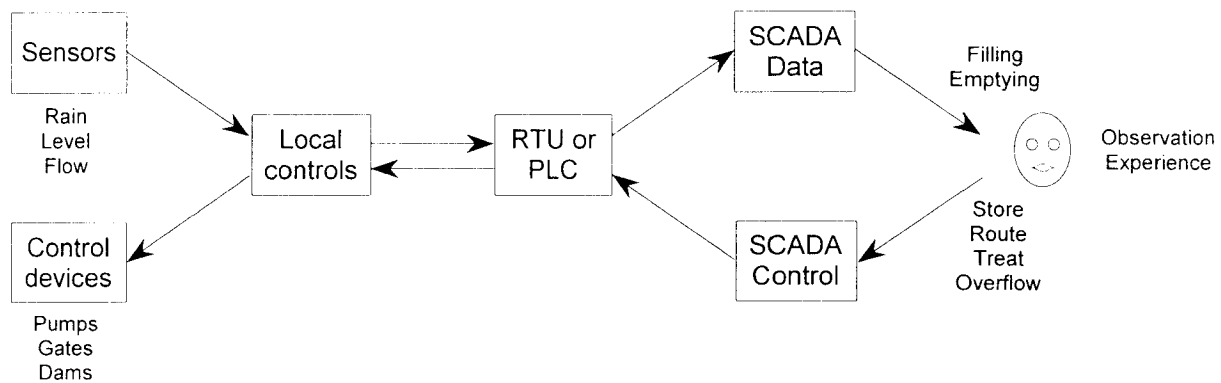 Sensors
Rain
Level
Flow
Control
devices
Pumps
Gates
Dams
Local
controls
RTU or
PLC
SCADA
Data
SCADA
Control
Filling
Emptying
Observation
Experience
Store
Route
Treat
Overflow